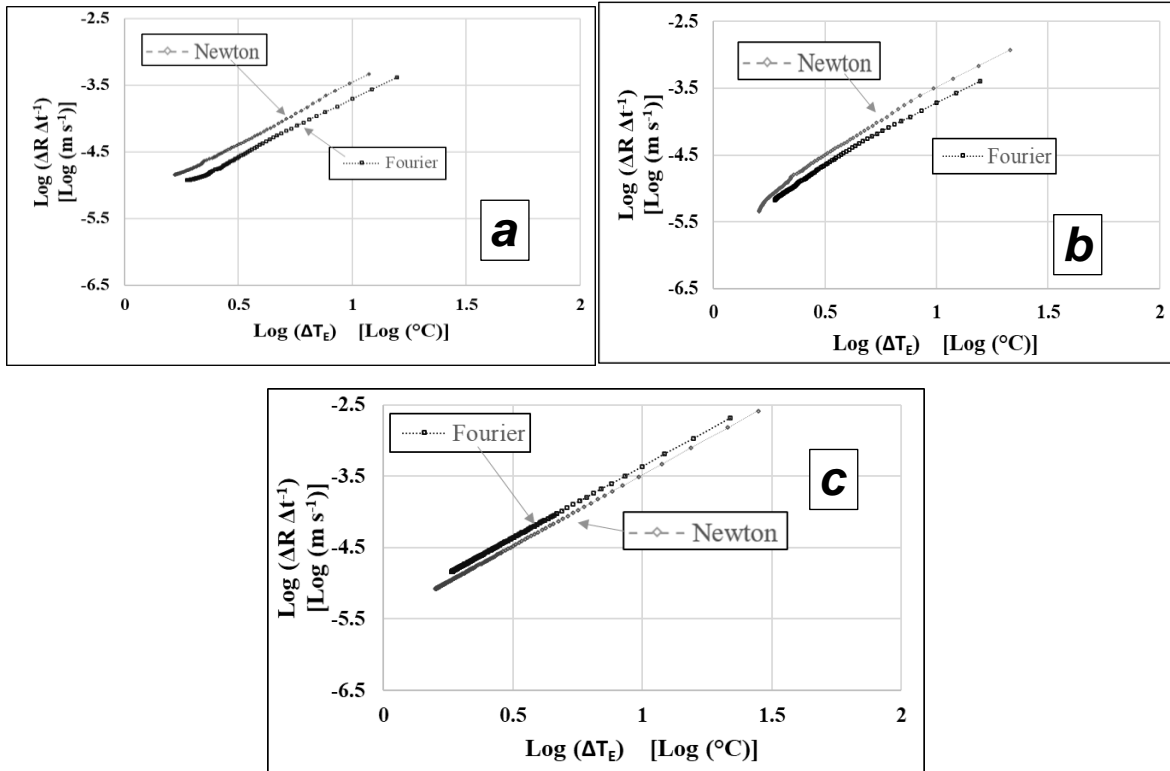 -2.5
-3.5
-4.5
-5.5
-6.5
0
0.5
1
1.5
2
Log (ΔR Δt⁻¹)
[Log (m s⁻¹)]
Log (ΔT_E) [Log (°C)]
Newton
Fourier
a
-2.5
-3.5
-4.5
-5.5
-6.5
0
0.5
1
1.5
2
Log (ΔR Δt⁻¹)
[Log (m s⁻¹)]
Log (ΔT_E) [Log (°C)]
Newton
Fourier
b
-2.5
-3.5
-4.5
-5.5
-6.5
0
0.5
1
1.5
2
Log (ΔR Δt⁻¹)
[Log (m s⁻¹)]
Log (ΔT_E) [Log (°C)]
Fourier
Newton
c